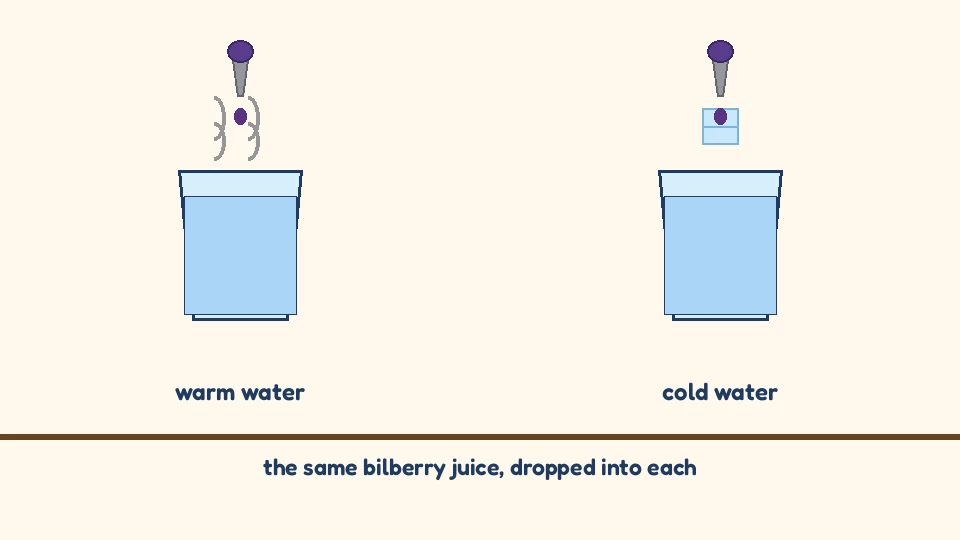 warm water
cold water
the same bilberry juice, dropped into each